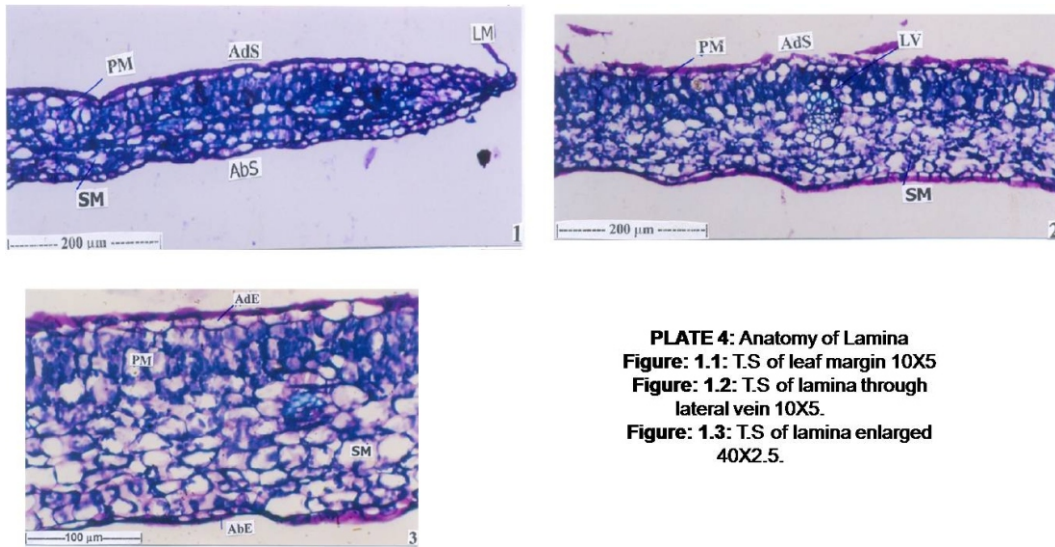 LM
AdS
PM
AbS
SM
200 µm
1
PM
AdS
LV
SM
200 µm
2
AdE
PM
SM
AbE
100 µm
3
PLATE 4: Anatomy of Lamina
Figure: 1.1: T.S of leaf margin 10X5
Figure: 1.2: T.S of lamina through
lateral vein 10X5.
Figure: 1.3: T.S of lamina enlarged
40X2.5.